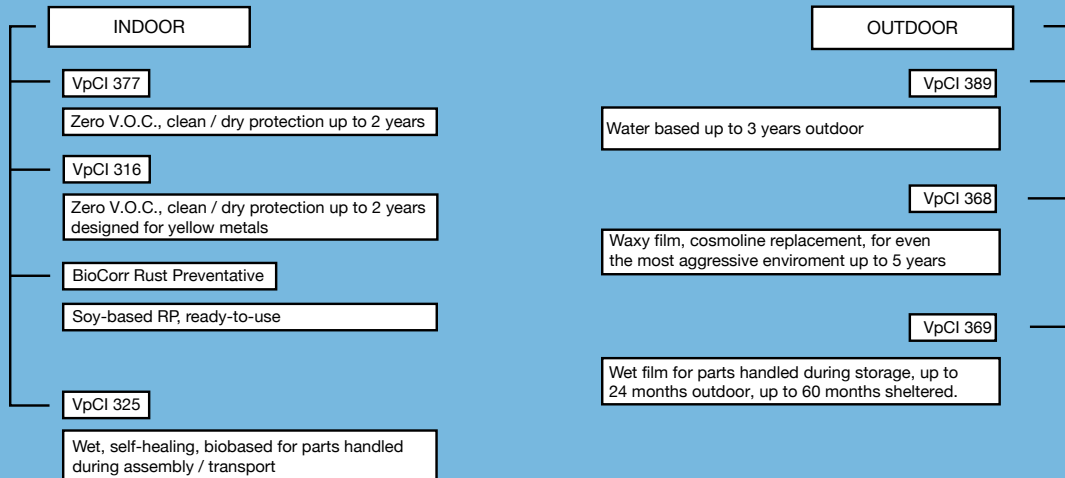 INDOOR
VpCI 377
Zero V.O.C., clean / dry protection up to 2 years
VpCI 316
Zero V.O.C., clean / dry protection up to 2 years
designed for yellow metals
BioCorr Rust Preventative
Soy-based RP, ready-to-use
VpCI 325
Wet, self-healing, biobased for parts handled
during assembly / transport
OUTDOOR
VpCI 389
Water based up to 3 years outdoor
VpCI 368
Waxy film, cosmoline replacement, for even
the most aggressive enviroment up to 5 years
VpCI 369
Wet film for parts handled during storage, up to
24 months outdoor, up to 60 months sheltered.